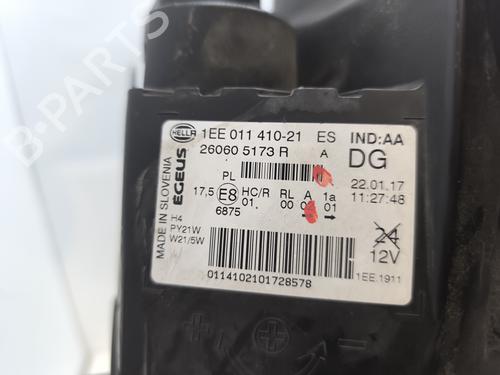 HELLA
1EE 011 410-21 ES IND:AA
26060 5173 R A DG
PL
22.01.17
11:27:48
MADE IN SLOVENIA
EGEUS
17,5 E8 HC/R RL A 1a
01. 00 01
6875
H4
PY21W
W21/5W
24
12V
0114102101728578
1EE.1911
B-PARTS